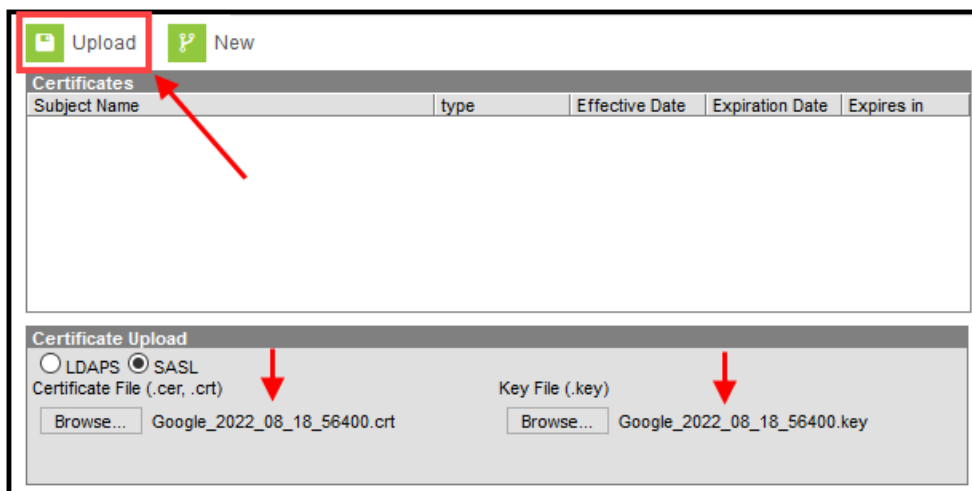 Upload New
Certificates
Subject Name type Effective Date Expiration Date Expires in
Certificate Upload
LDAPS SASL
Certificate File (.cer, .crt) Key File (.key)
Browse... Google_2022_08_18_56400.crt Browse... Google_2022_08_18_56400.key